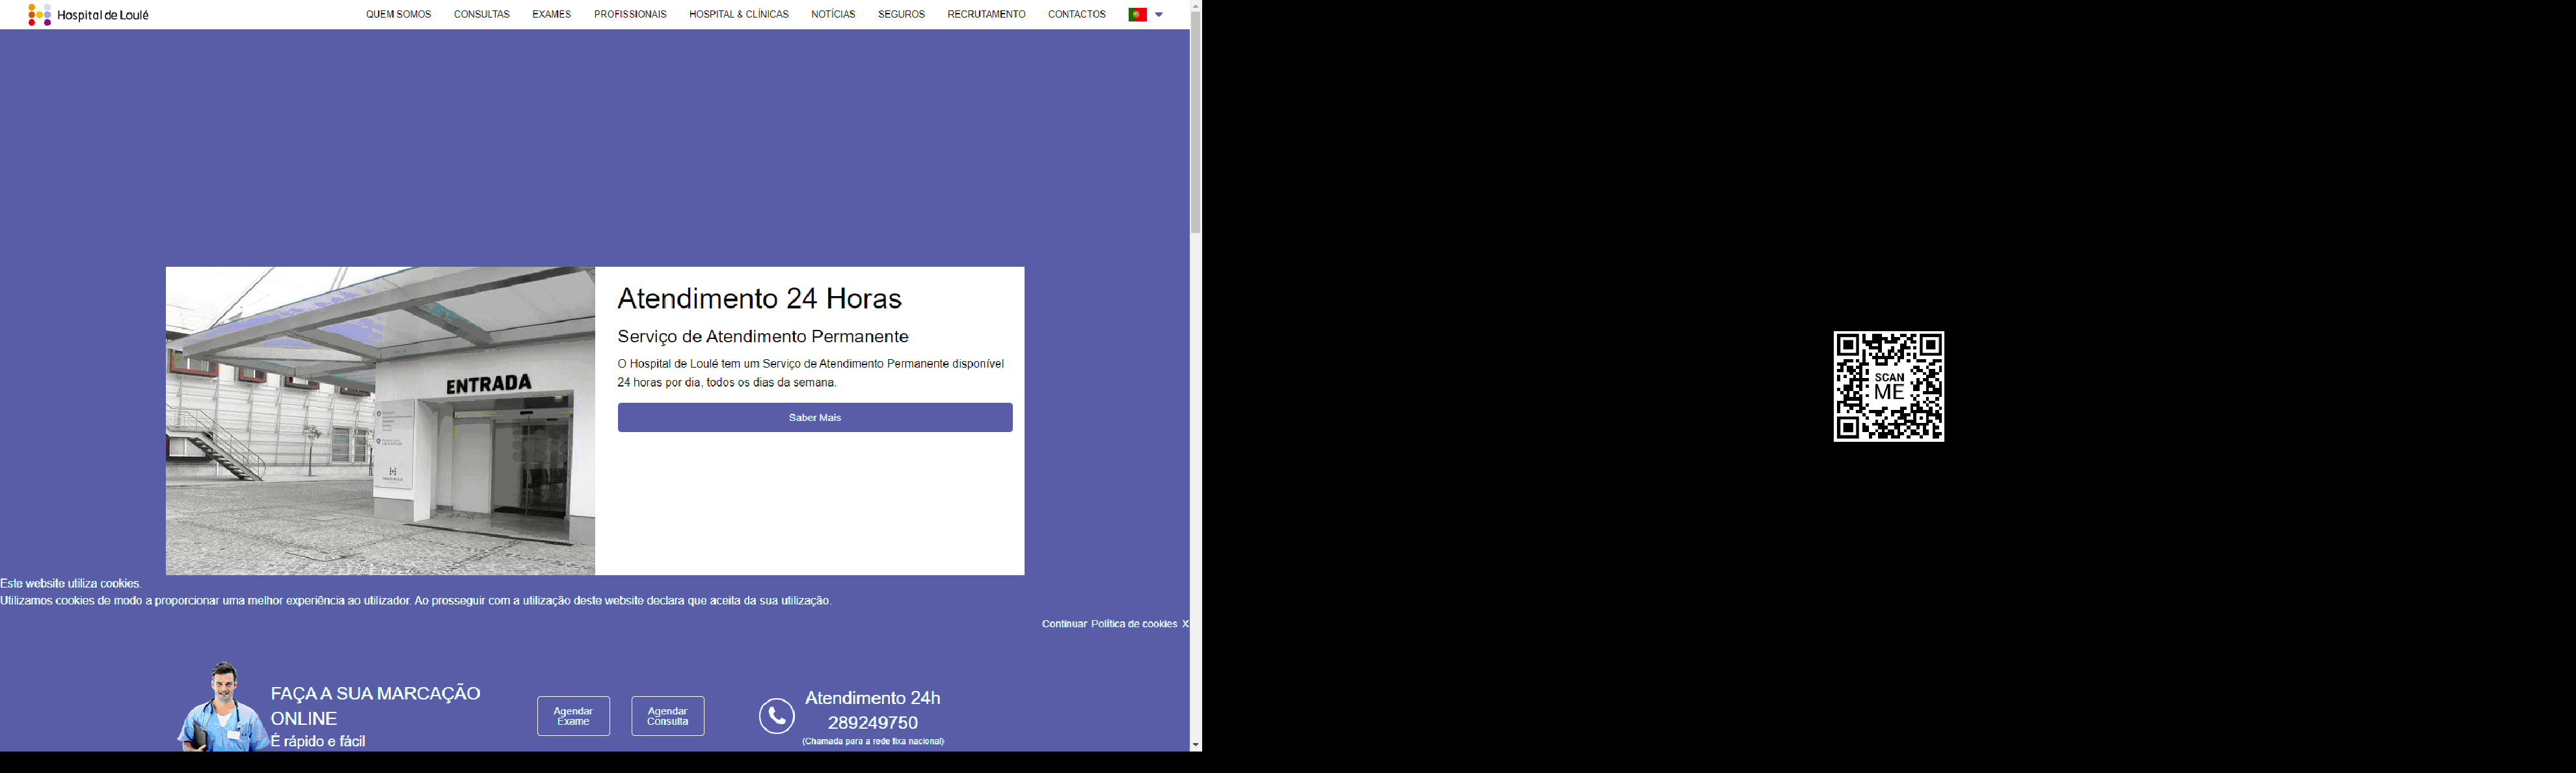 Hospital de Loulé
QUEM SOMOS CONSULTAS EXAMES PROFISSIONAIS HOSPITAL & CLÍNICAS NOTÍCIAS SEGUROS RECRUTAMENTO CONTACTOS
ENTRADA
Atendimento 24 Horas
Serviço de Atendimento Permanente
O Hospital de Loulé tem um Serviço de Atendimento Permanente disponível
24 horas por dia, todos os dias da semana.
Saber Mais
Este website utiliza cookies.
Utilizamos cookies de modo a proporcionar uma melhor experiência ao utilizador. Ao prosseguir com a utilização deste website declara que aceita da sua utilização.
Continuar Política de cookies X
FAÇA A SUA MARCAÇÃO
ONLINE
É rápido e fácil
Agendar
Exame
Agendar
Consulta
Atendimento 24h
289249750
(Chamada para a rede fixa nacional)
SCAN
ME